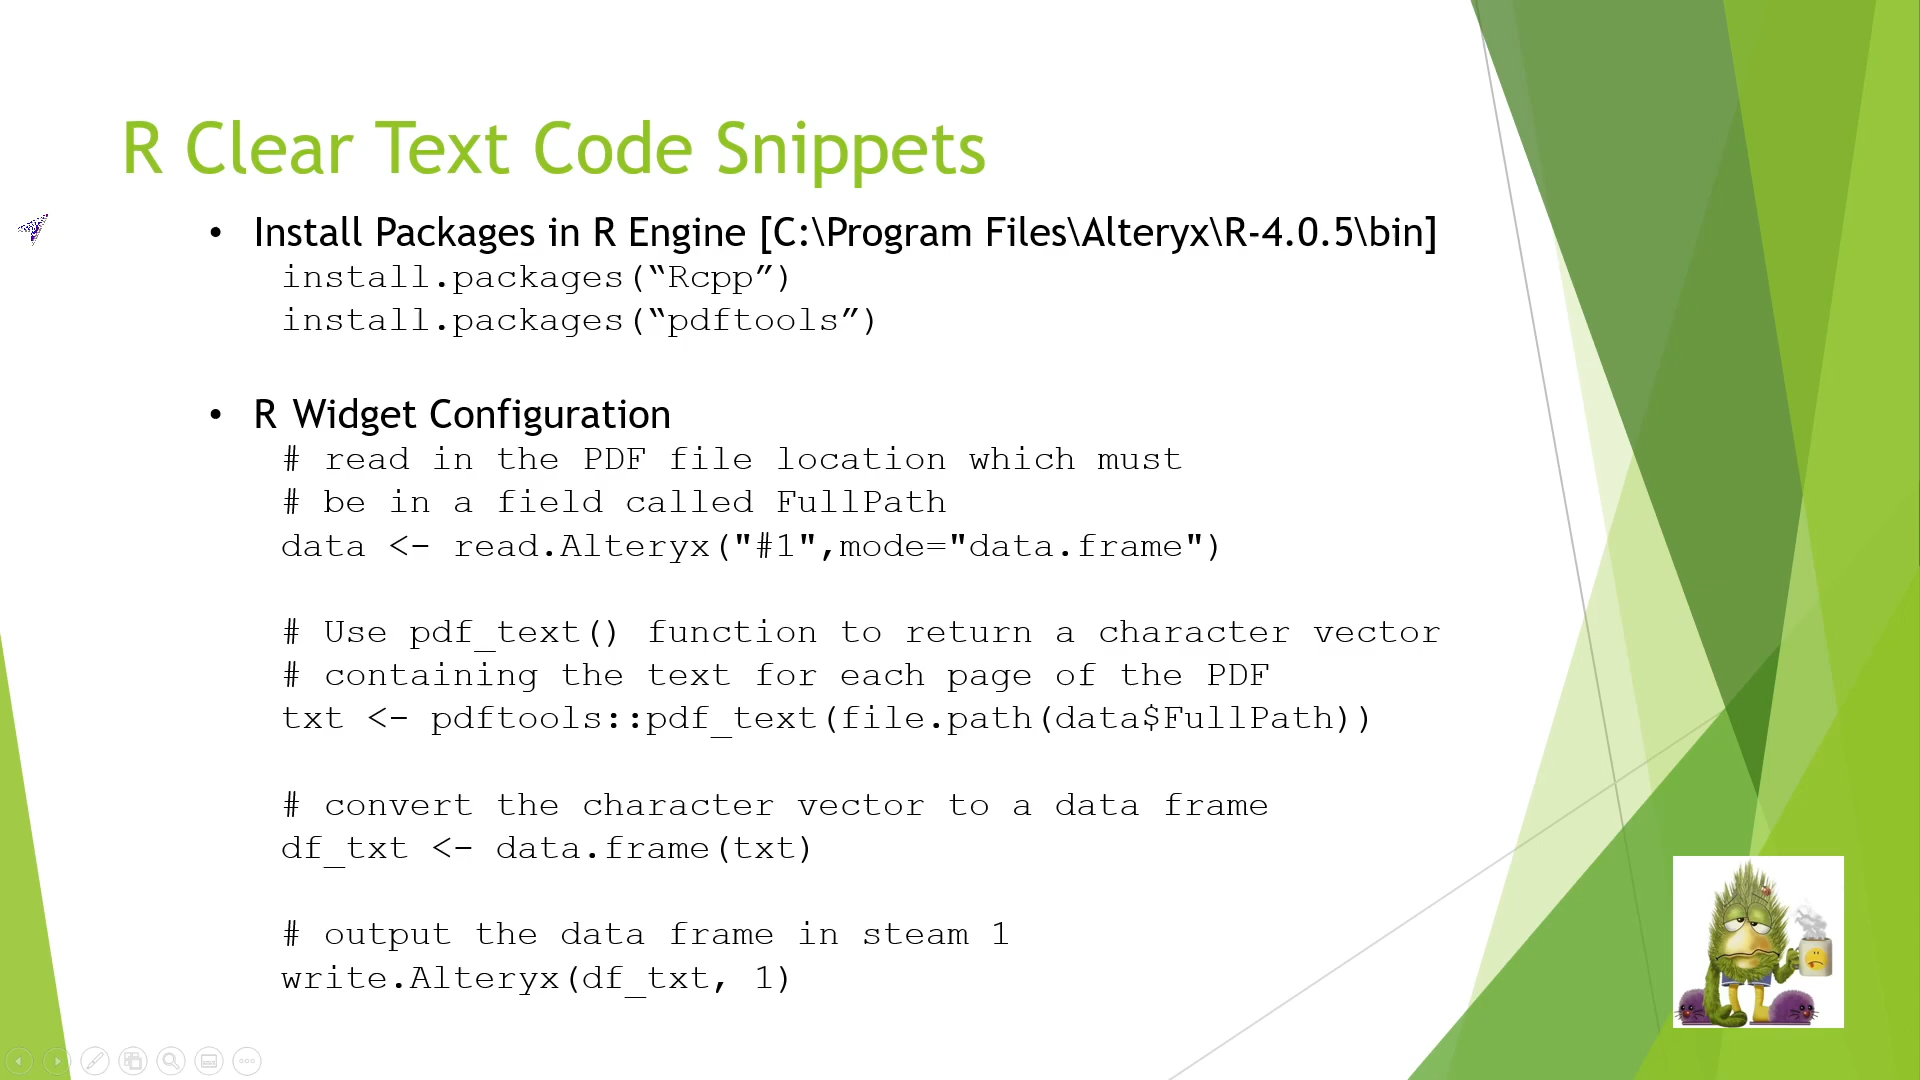 R Clear Text Code Snippets
• Install Packages in R Engine [C:\Program Files\Alteryx\R-4.0.5\bin]
install.packages(“Rcpp”)
install.packages(“pdftools”)
• R Widget Configuration
# read in the PDF file location which must
# be in a field called FullPath
data <- read.Alteryx("#1",mode="data.frame")
# Use pdf_text() function to return a character vector
# containing the text for each page of the PDF
txt <- pdftools::pdf_text(file.path(data$FullPath))
# convert the character vector to a data frame
df_txt <- data.frame(txt)
# output the data frame in steam 1
write.Alteryx(df_txt, 1)